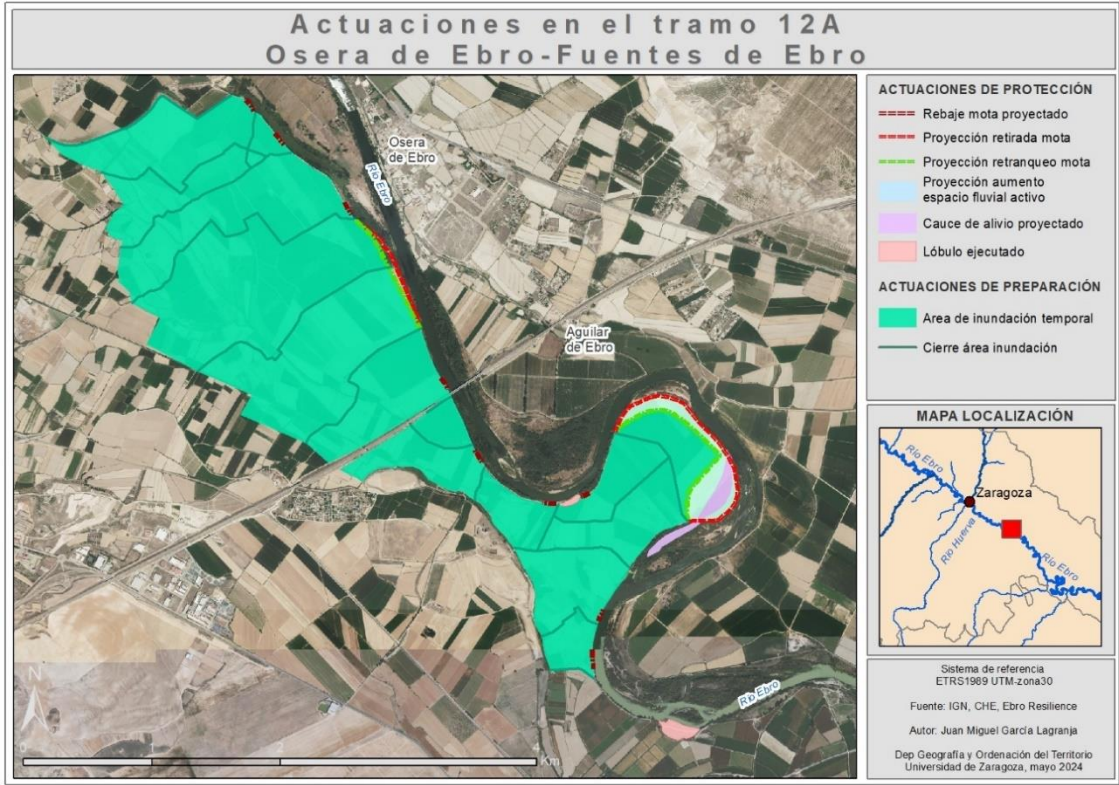 Actuaciones en el tramo 12A
Osera de Ebro-Fuentes de Ebro
Osera
de Ebro
Río Ebro
Aguilar
de Ebro
Río Ebro
N
0 1 2 4
Km
ACTUACIONES DE PROTECCIÓN
Rebaje mota proyectado
Proyección retirada mota
Proyección retranqueo mota
Proyección aumento
espacio fluvial activo
Cauce de alivio proyectado
Lóbulo ejecutado
ACTUACIONES DE PREPARACIÓN
Area de inundación temporal
Cierre área inundación
MAPA LOCALIZACIÓN
Río Ebro
Zaragoza
Río Huerva
Río Ebro
Sistema de referencia
ETRS1989 UTM-zona30
Fuente: IGN, CHE, Ebro Resilience
Autor: Juan Miguel García Lagranja
Dep Geografía y Ordenación del Territorio
Universidad de Zaragoza, mayo 2024